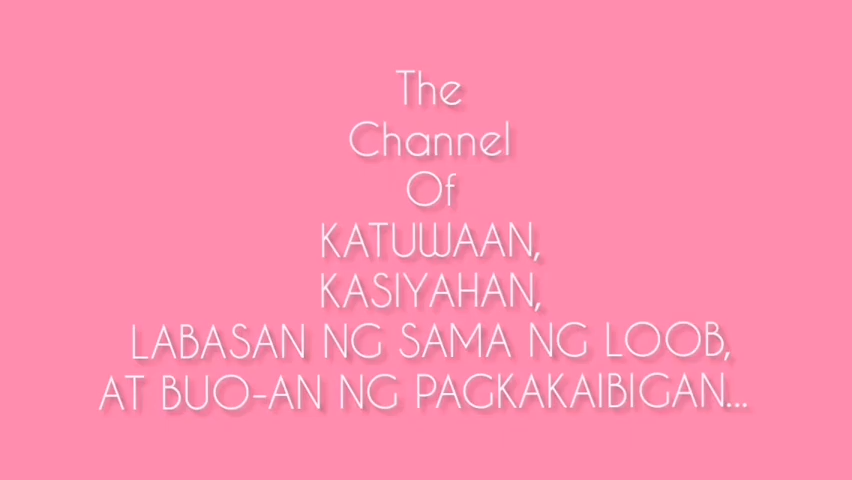 The
Channel
Of
KATUWAAN,
KASIYAHAN,
LABASAN NG SAMA NG LOOB,
AT BUO-AN NG PAGKAKAIBIGAN...